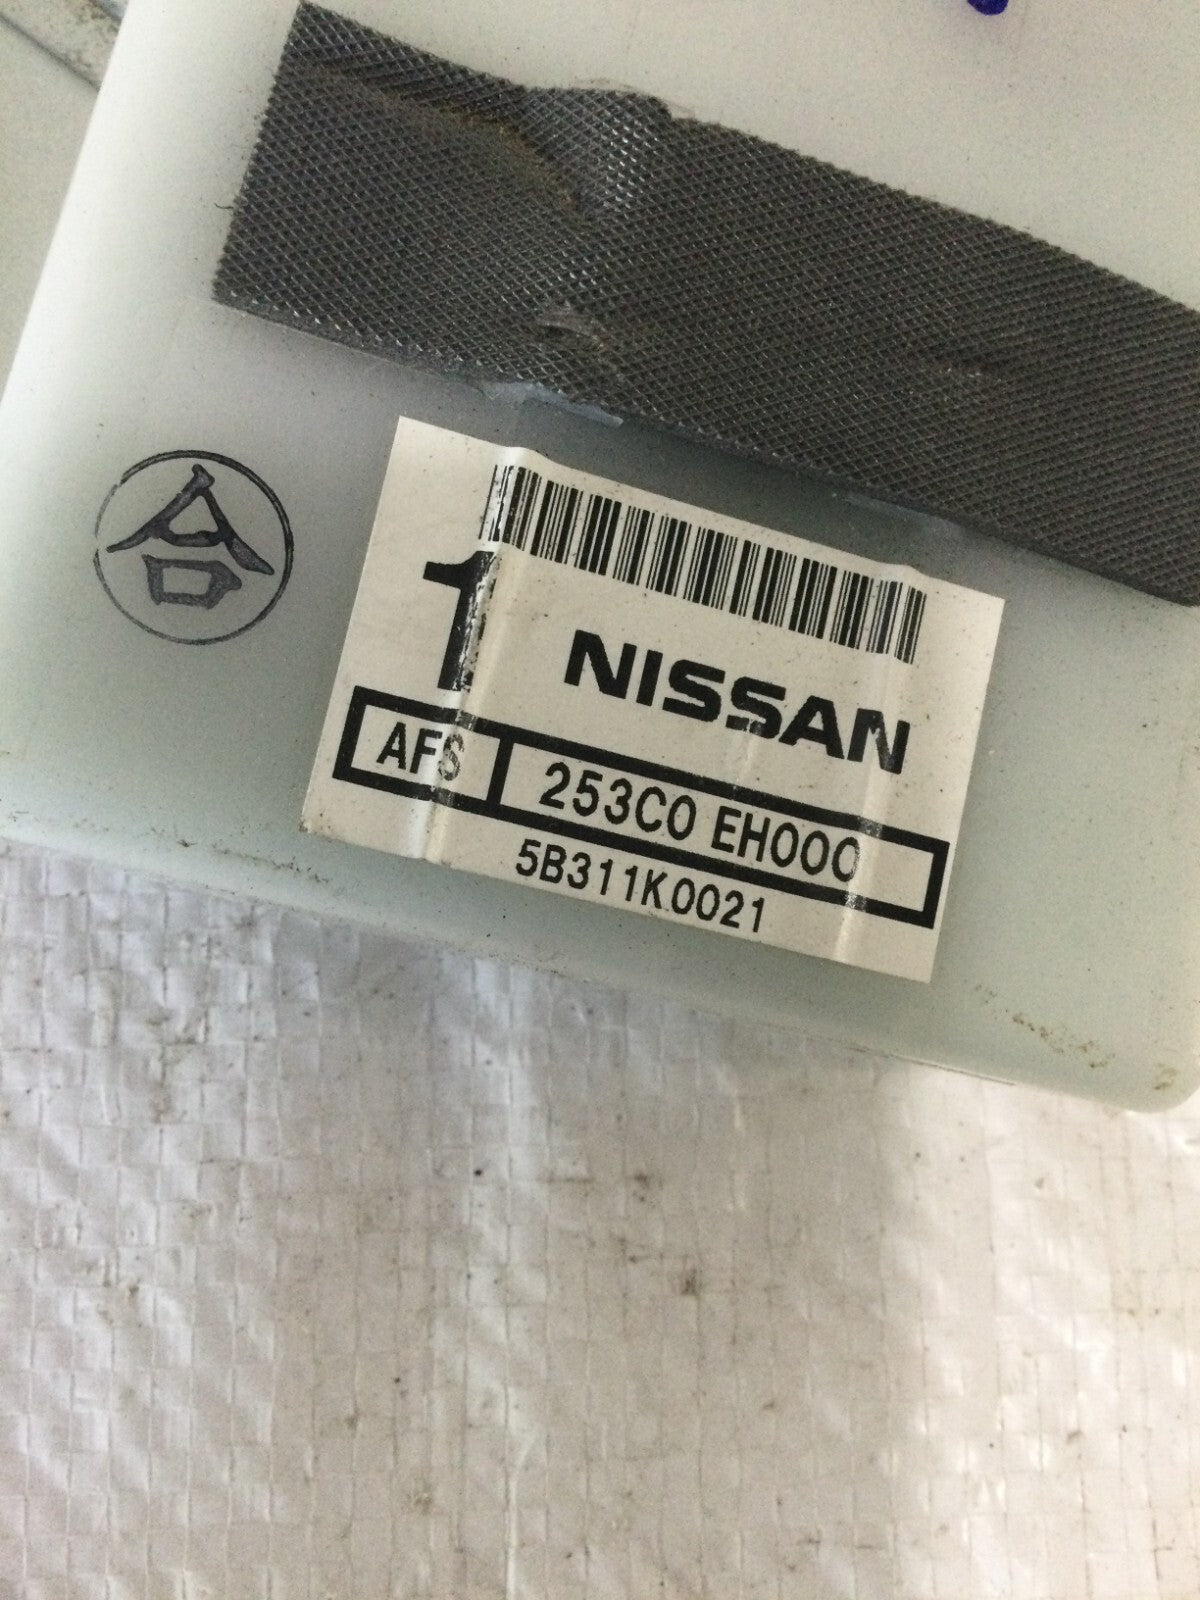 合
1
NISSAN
AFS 253C0 EH000
5B311K0021